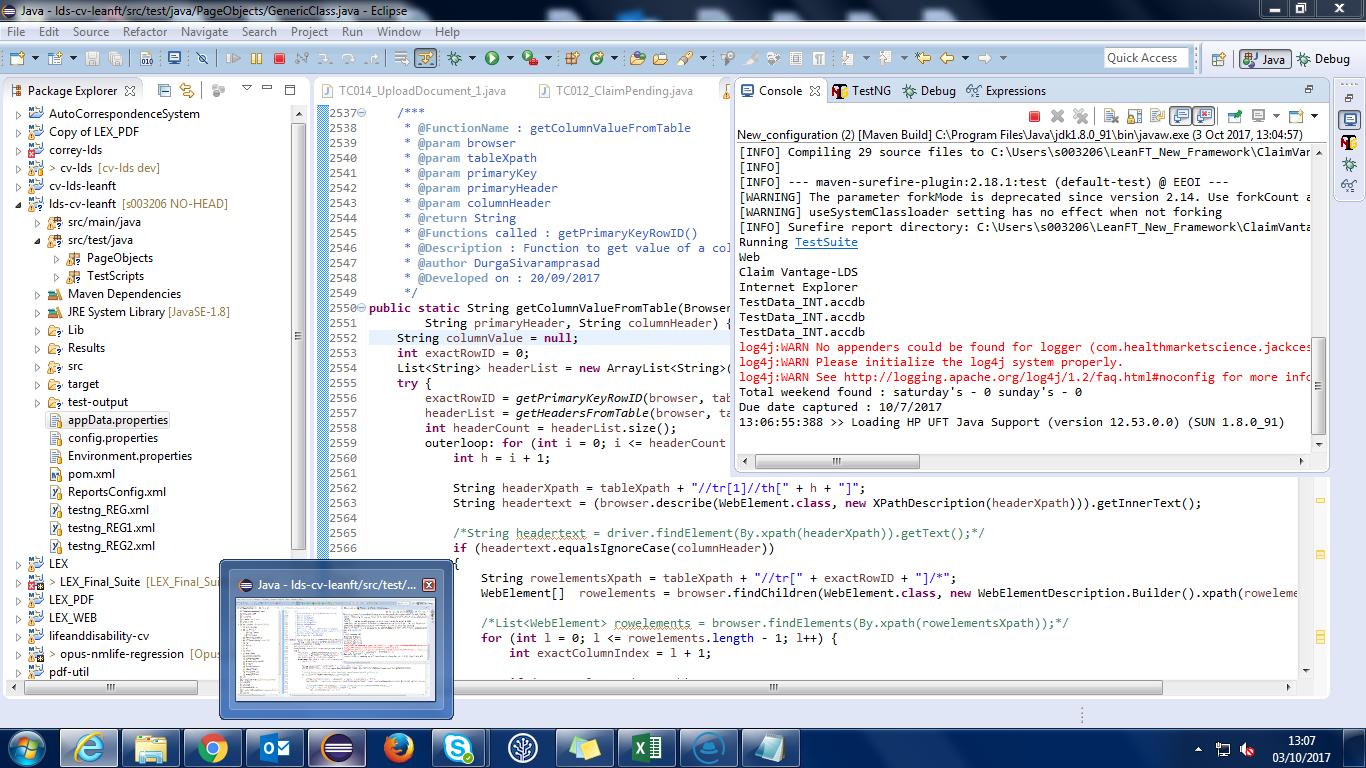 Java - lds-cv-leanft/src/test/java/PageObjects/GenericClass.java - Eclipse
File Edit Source Refactor Navigate Search Project Run Window Help
Quick Access
Java
Debug
Package Explorer
AutoCorrespondenceSystem
Copy of LEX_PDF
correy-lds
> cv-lds [cv-lds dev]
cv-lds-leanft
lds-cv-leanft [s003206 NO-HEAD]
src/main/java
src/test/java
PageObjects
TestScripts
Maven Dependencies
JRE System Library [JavaSE-1.8]
Lib
Results
src
target
test-output
appData.properties
config.properties
Environment.properties
pom.xml
ReportsConfig.xml
testng_REG.xml
testng_REG1.xml
testng_REG2.xml
LEX
> LEX_Final_Suite [LEX_Final_Sui
LEX_PDF
LEX_WEB
lifeanddisability-cv
> opus-nmlife-regression [Opus
pdf-util
TC014_UploadDocument_1.java
TC012_ClaimPending.java
2537 /***
2538 * @FunctionName : getColumnValueFromTable
2539 * @param browser
2540 * @param tableXpath
2541 * @param primaryKey
2542 * @param primaryHeader
2543 * @param columnHeader
2544 * @return String
2545 * @Functions called : getPrimaryKeyRowID()
2546 * @Description : Function to get value of a col
2547 * @author DurgaSivaramprasad
2548 * @Developed on : 20/09/2017
2549 */
2550 public static String getColumnValueFromTable(Browser
2551 String primaryHeader, String columnHeader) {
2552 String columnValue = null;
2553 int exactRowID = 0;
2554 List<String> headerList = new ArrayList<String>(
2555 try {
2556 exactRowID = getPrimaryKeyRowID(browser, tab
2557 headerList = getHeadersFromTable(browser, ta
2558 int headerCount = headerList.size();
2559 outerloop: for (int i = 0; i <= headerCount
2560 int h = i + 1;
2561
2562 String headerXpath = tableXpath + "//tr[1]//th[" + h + "]";
2563 String headertext = (browser.describe(WebElement.class, new XPathDescription(headerXpath))).getInnerText();
2564
2565 /*String headertext = driver.findElement(By.xpath(headerXpath)).getText();*/
2566 if (headertext.equalsIgnoreCase(columnHeader))
{
String rowelementsXpath = tableXpath + "//tr[" + exactRowID + "]/*";
WebElement[] rowelements = browser.findChildren(WebElement.class, new WebElementDescription.Builder().xpath(roweleme
/*List<WebElement> rowelements = browser.findElements(By.xpath(rowelementsXpath));*/
for (int l = 0; l <= rowelements.length - 1; l++) {
int exactColumnIndex = l + 1;
Console
TestNG
Debug
Expressions
New_configuration (2) [Maven Build] C:\Program Files\Java\jdk1.8.0_91\bin\javaw.exe (3 Oct 2017, 13:04:57)
[INFO] Compiling 29 source files to C:\Users\s003206\LeanFT_New_Framework\ClaimVan
[INFO]
[INFO] --- maven-surefire-plugin:2.18.1:test (default-test) @ EEOI ---
[WARNING] The parameter forkMode is deprecated since version 2.14. Use forkCount a
[WARNING] useSystemClassloader setting has no effect when not forking
[INFO] Surefire report directory: C:\Users\s003206\LeanFT_New_Framework\ClaimVanta
Running TestSuite
Web
Claim Vantage-LDS
Internet Explorer
TestData_INT.accdb
TestData_INT.accdb
TestData_INT.accdb
log4j:WARN No appenders could be found for logger (com.healthmarketscience.jackces
log4j:WARN Please initialize the log4j system properly.
log4j:WARN See http://logging.apache.org/log4j/1.2/faq.html#noconfig for more info
Total weekend found : saturday's - 0 sunday's - 0
Due date captured : 10/7/2017
13:06:55:388 >> Loading HP UFT Java Support (version 12.53.0.0) (SUN 1.8.0_91)
Java - lds-cv-leanft/src/test/...
13:07
03/10/2017